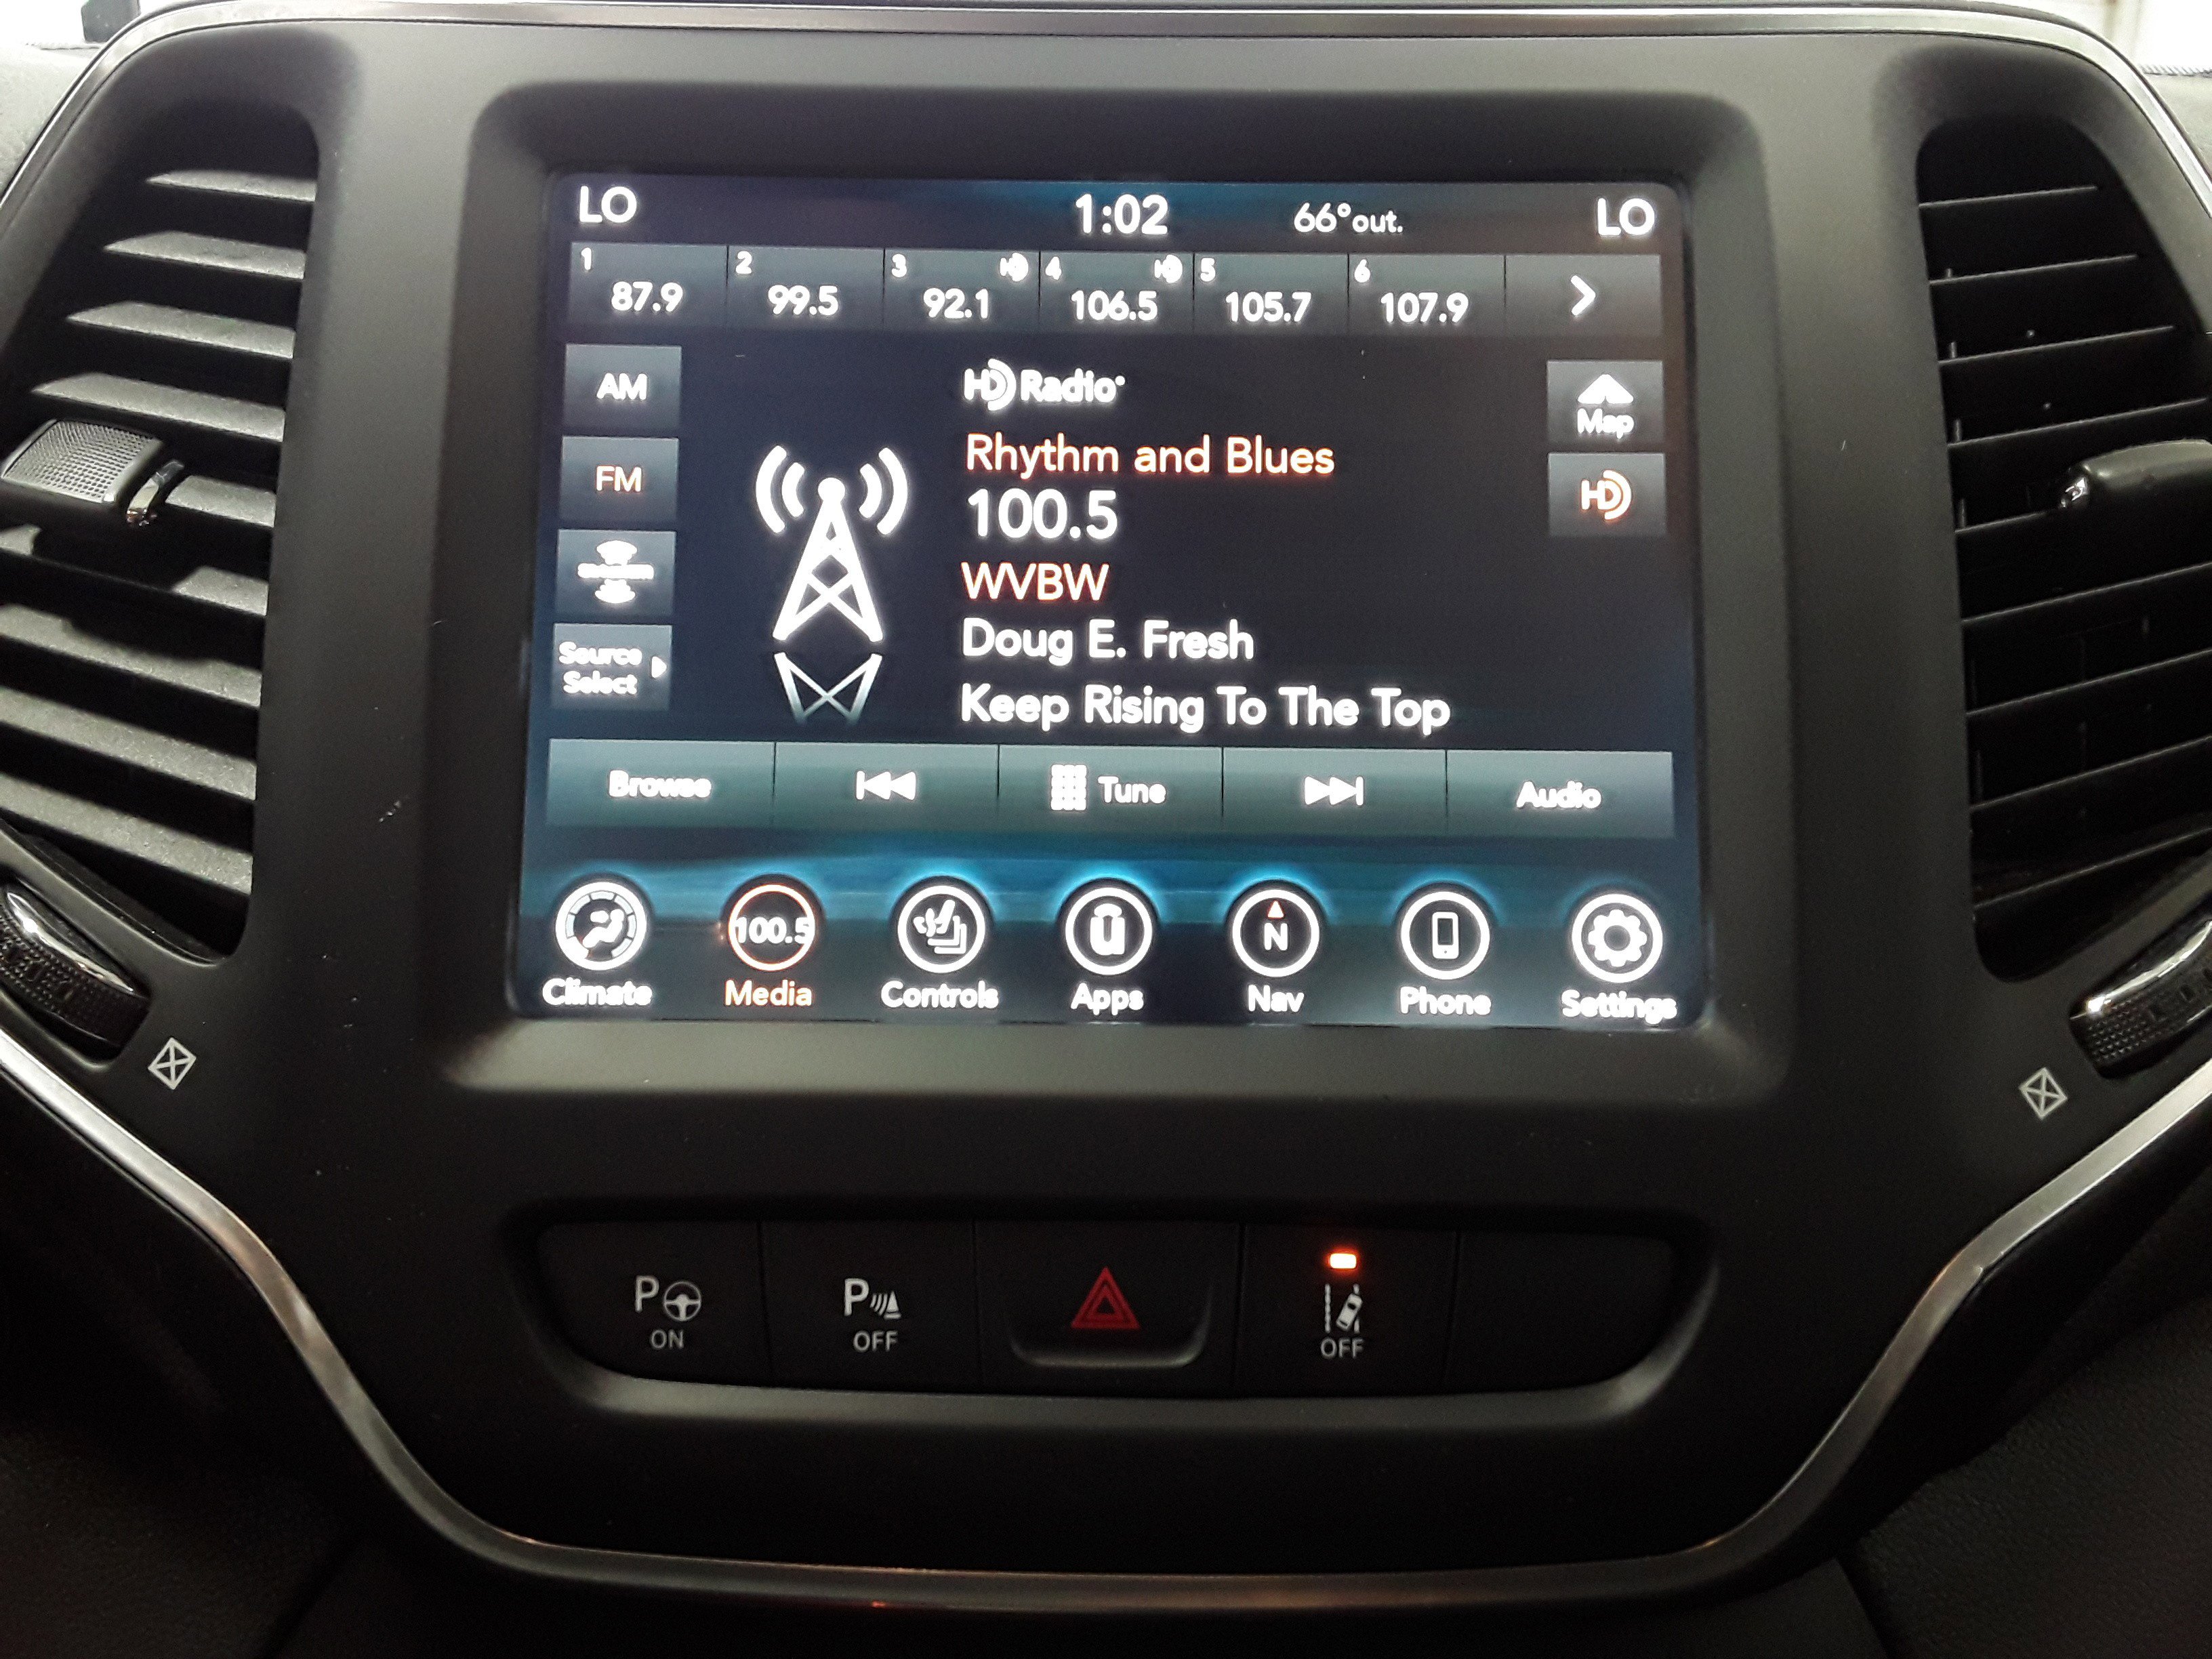 LO 1:02 66°out. LO
1 2 3 HD 4 HD 5 6
87.9 99.5 92.1 106.5 105.7 107.9
AM
HD Radio
Map
Rhythm and Blues
FM
100.5
HD
WVBW
Doug E. Fresh
Source
Select
Keep Rising To The Top
Browse Tune Audio
100.5 U N
Climate Media Controls Apps Nav Phone Settings
P P
ON OFF OFF